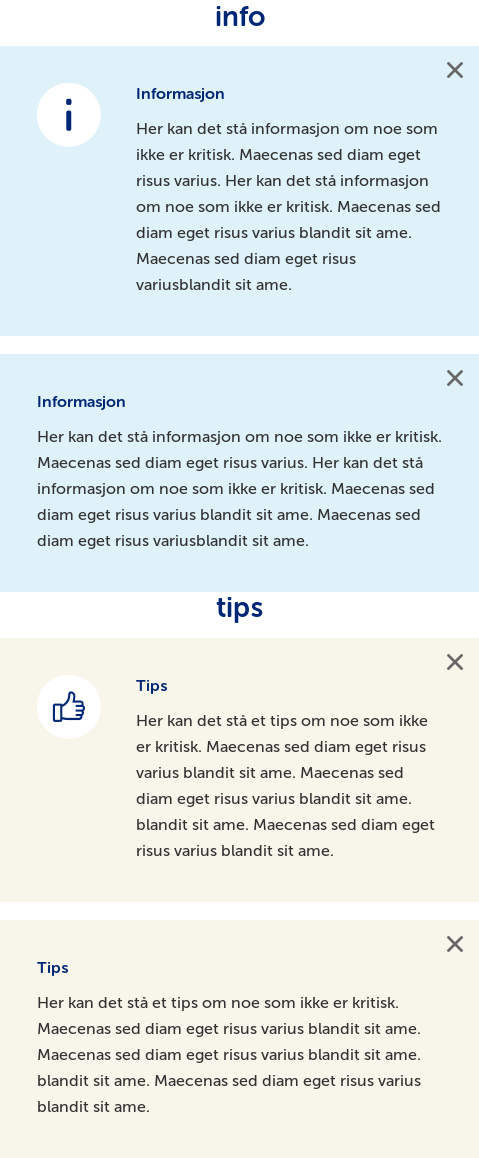 info
Informasjon
Her kan det stå informasjon om noe som
ikke er kritisk. Maecenas sed diam eget
risus varius. Her kan det stå informasjon
om noe som ikke er kritisk. Maecenas sed
diam eget risus varius blandit sit ame.
Maecenas sed diam eget risus
variusblandit sit ame.
Informasjon
Her kan det stå informasjon om noe som ikke er kritisk.
Maecenas sed diam eget risus varius. Her kan det stå
informasjon om noe som ikke er kritisk. Maecenas sed
diam eget risus varius blandit sit ame. Maecenas sed
diam eget risus variusblandit sit ame.
tips
Tips
Her kan det stå et tips om noe som ikke
er kritisk. Maecenas sed diam eget risus
varius blandit sit ame. Maecenas sed
diam eget risus varius blandit sit ame.
blandit sit ame. Maecenas sed diam eget
risus varius blandit sit ame.
Tips
Her kan det stå et tips om noe som ikke er kritisk.
Maecenas sed diam eget risus varius blandit sit ame.
Maecenas sed diam eget risus varius blandit sit ame.
blandit sit ame. Maecenas sed diam eget risus varius
blandit sit ame.